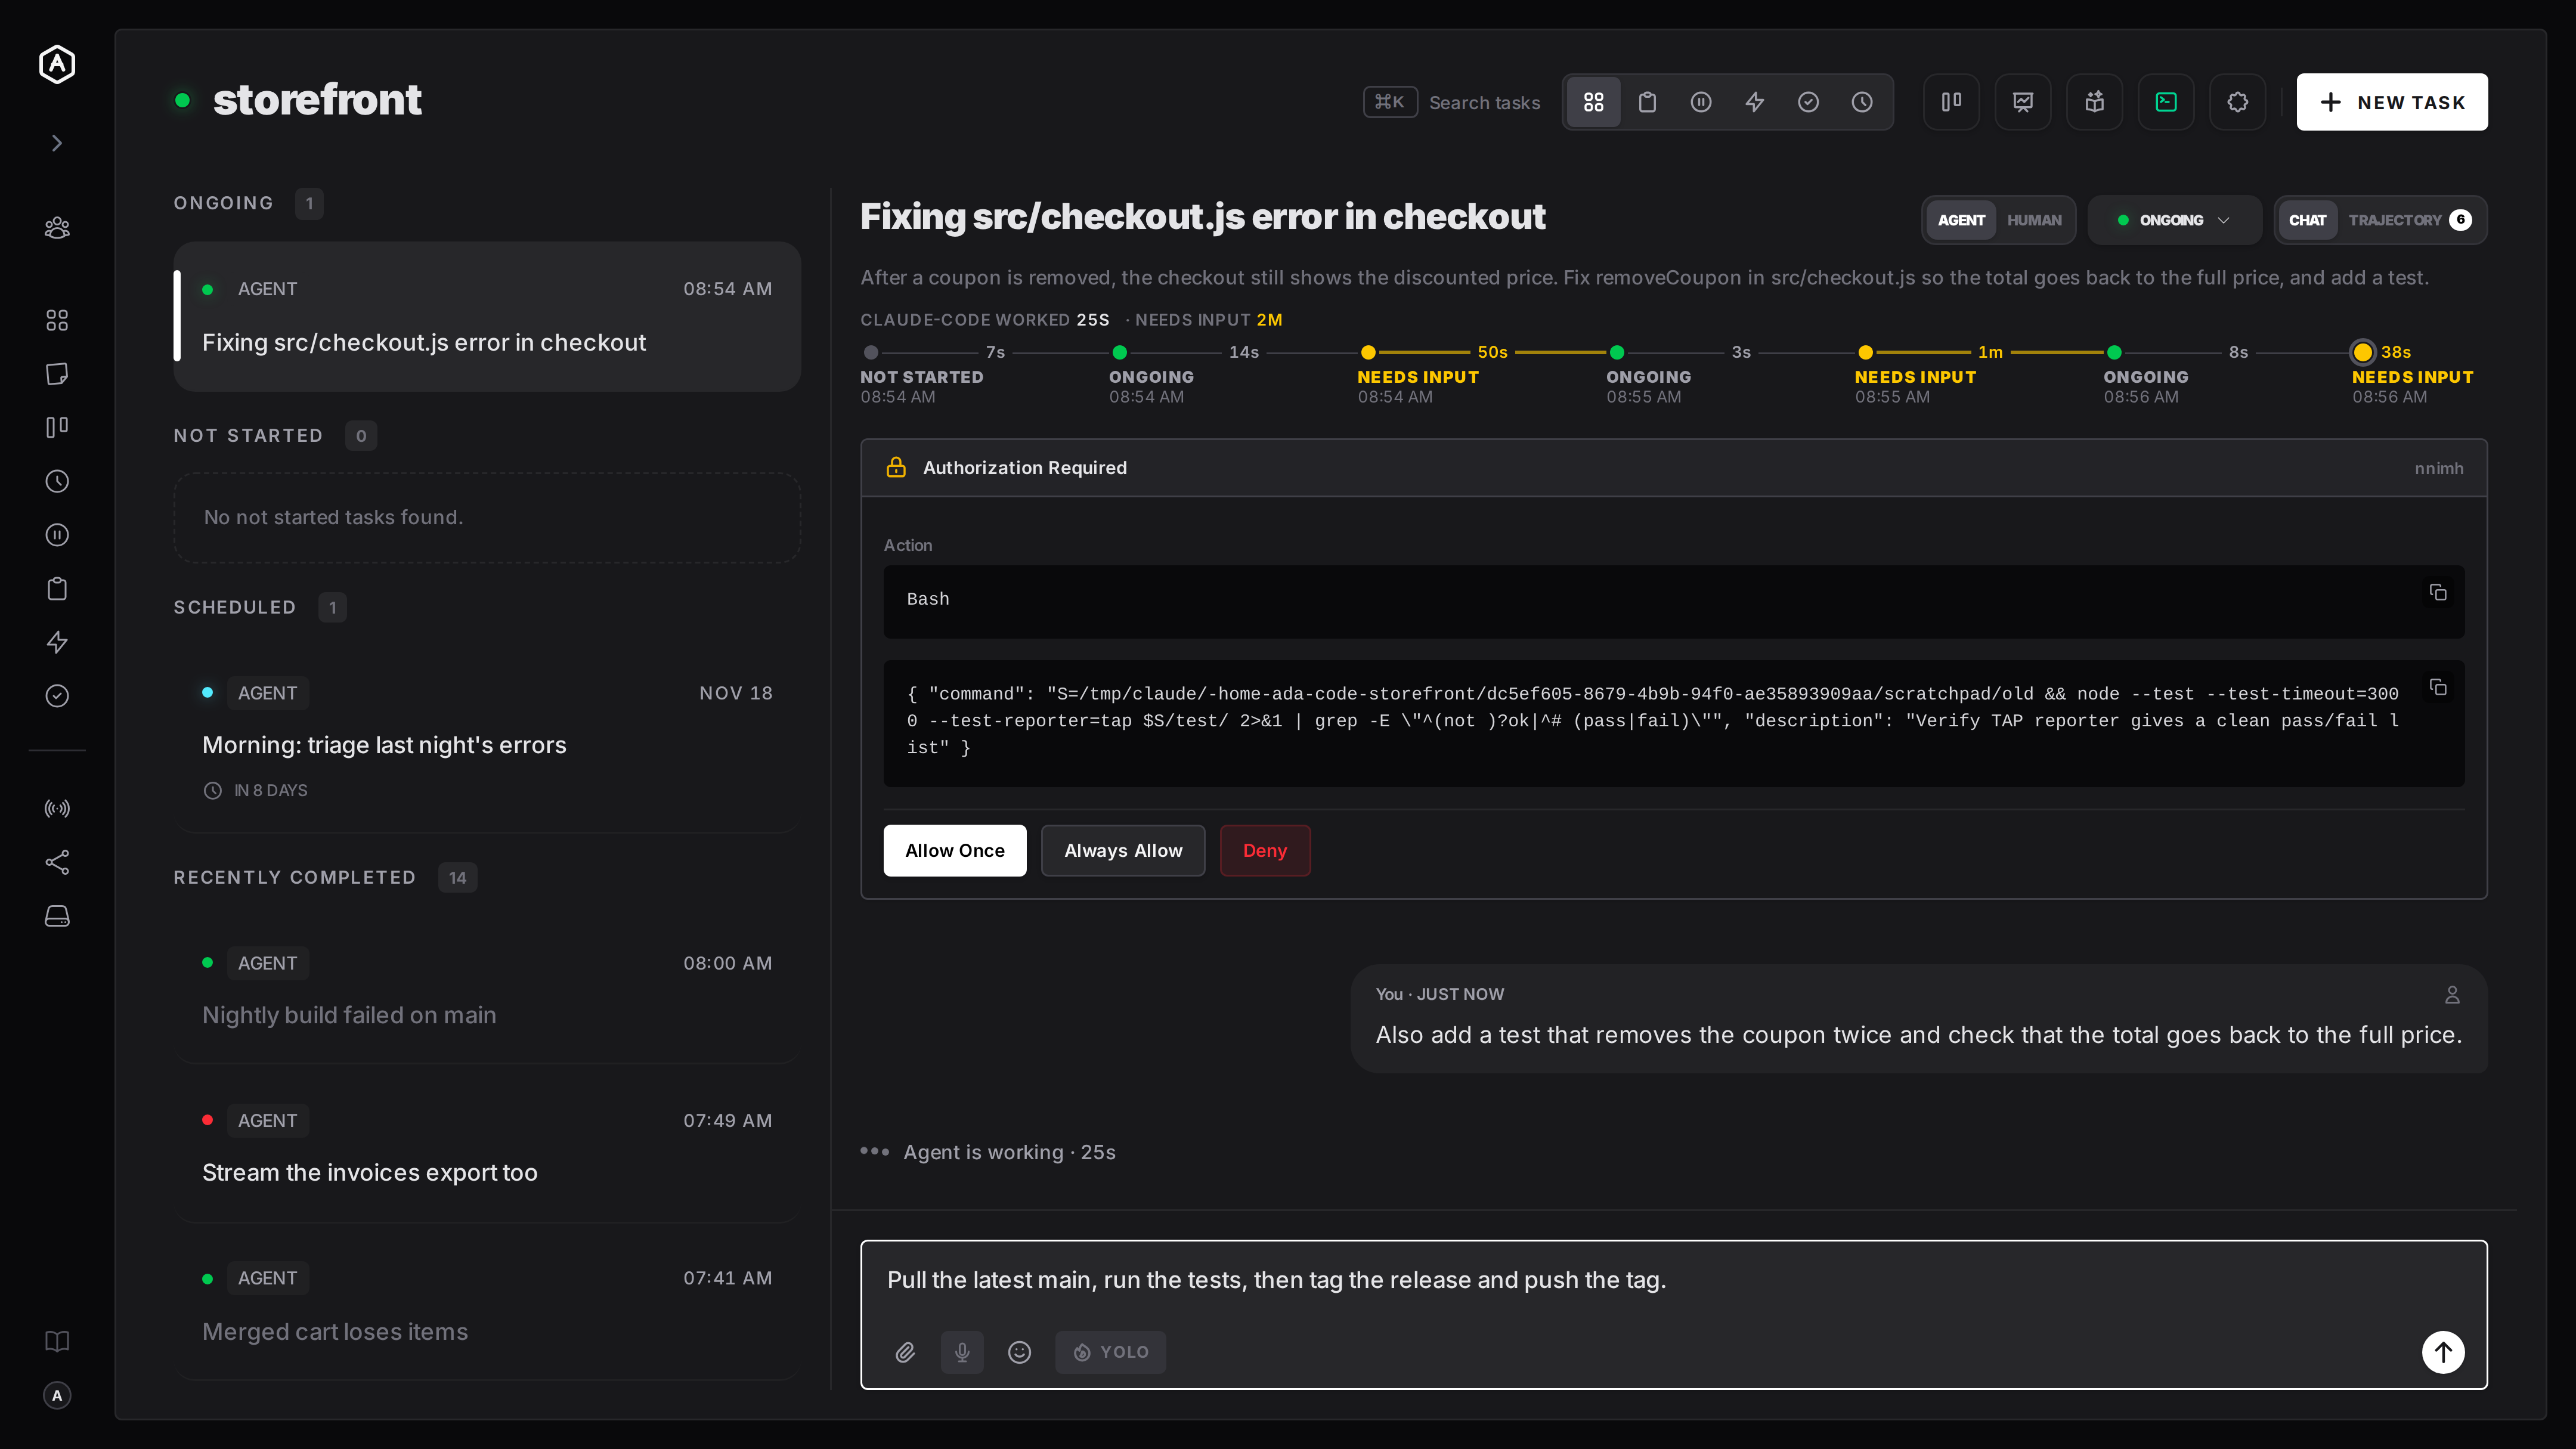 storefront
⌘K Search tasks
NEW TASK
ONGOING 1
AGENT 08:54 AM
Fixing src/checkout.js error in checkout
NOT STARTED 0
No not started tasks found.
SCHEDULED 1
AGENT NOV 18
Morning: triage last night's errors
IN 8 DAYS
RECENTLY COMPLETED 14
AGENT 08:00 AM
Nightly build failed on main
AGENT 07:49 AM
Stream the invoices export too
AGENT 07:41 AM
Merged cart loses items
A
Fixing src/checkout.js error in checkout
AGENT HUMAN ONGOING CHAT TRAJECTORY 6
After a coupon is removed, the checkout still shows the discounted price. Fix removeCoupon in src/checkout.js so the total goes back to the full price, and add a test.
CLAUDE-CODE WORKED 25S · NEEDS INPUT 2M
7s 14s 50s 3s 1m 8s 38s
NOT STARTED ONGOING NEEDS INPUT ONGOING NEEDS INPUT ONGOING NEEDS INPUT
08:54 AM 08:54 AM 08:54 AM 08:55 AM 08:55 AM 08:56 AM 08:56 AM
Authorization Required nnimh
Action
Bash
{ "command": "S=/tmp/claude/-home-ada-code-storefront/dc5ef605-8679-4b9b-94f0-ae35893909aa/scratchpad/old && node --test --test-timeout=300
0 --test-reporter=tap $S/test/ 2>&1 | grep -E \"^(not )?ok|^# (pass|fail)\"", "description": "Verify TAP reporter gives a clean pass/fail l
ist" }
Allow Once Always Allow Deny
You · JUST NOW
Also add a test that removes the coupon twice and check that the total goes back to the full price.
Agent is working · 25s
Pull the latest main, run the tests, then tag the release and push the tag.
YOLO